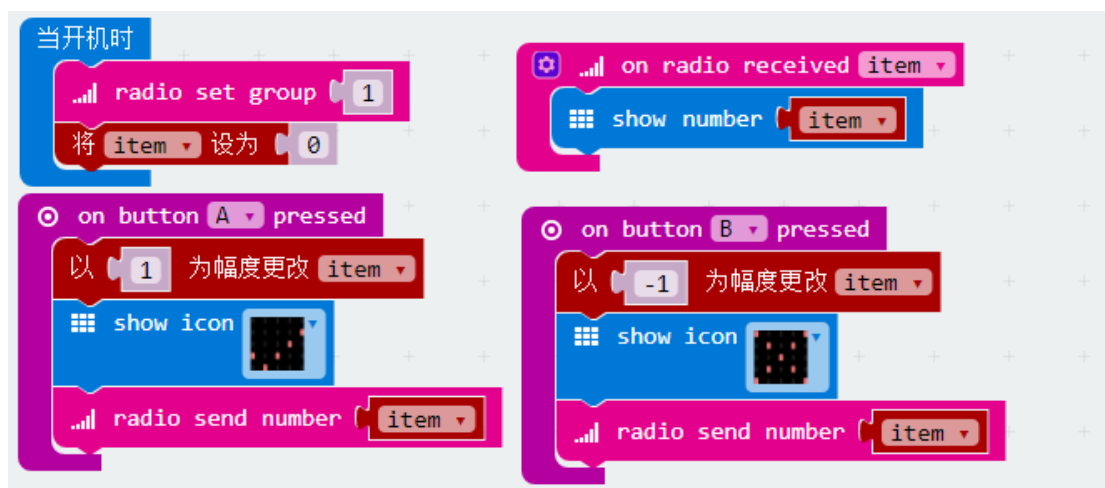 当开机时
radio set group 1
将 item 设为 0
on radio received item
show number item
on button A pressed
以 1 为幅度更改 item
show icon
radio send number item
on button B pressed
以 -1 为幅度更改 item
show icon
radio send number item